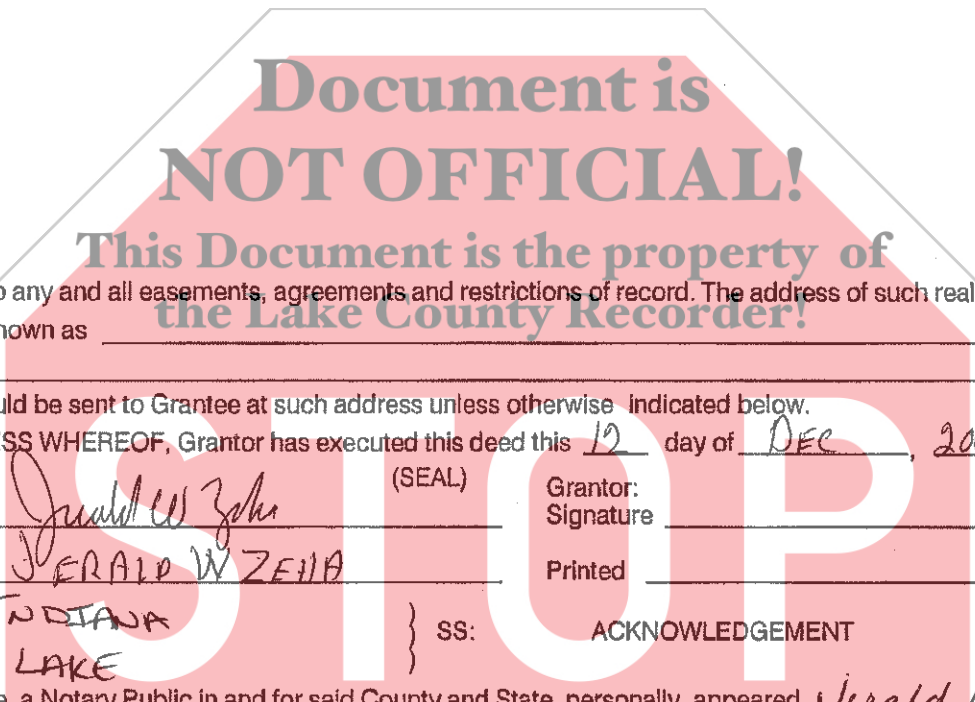 Document is
NOT OFFICIAL!
This Document is the property of
the Lake County Recorder!
any and all easements, agreements and restrictions of record. The address of such real
nown as
uld be sent to Grantee at such address unless otherwise indicated below.
SS WHEREOF, Grantor has executed this deed this 12 day of DEC, 20
(SEAL)
Grantor:
Signature
JERALD W ZEHA
Printed
INDIANA
SS: ACKNOWLEDGEMENT
LAKE
a Notary Public in and for said County and State, personally appeared Jerald
STOP